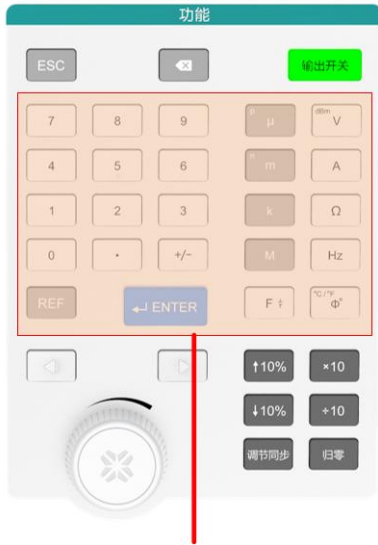 功能
ESC
输出开关
7 8 9 p μ dBm V
4 5 6 n m A
1 2 3 k Ω
0 . +/- M Hz
REF ENTER F °C/°F Φ°
↑10% ×10
↓10% ÷10
调节同步 归零